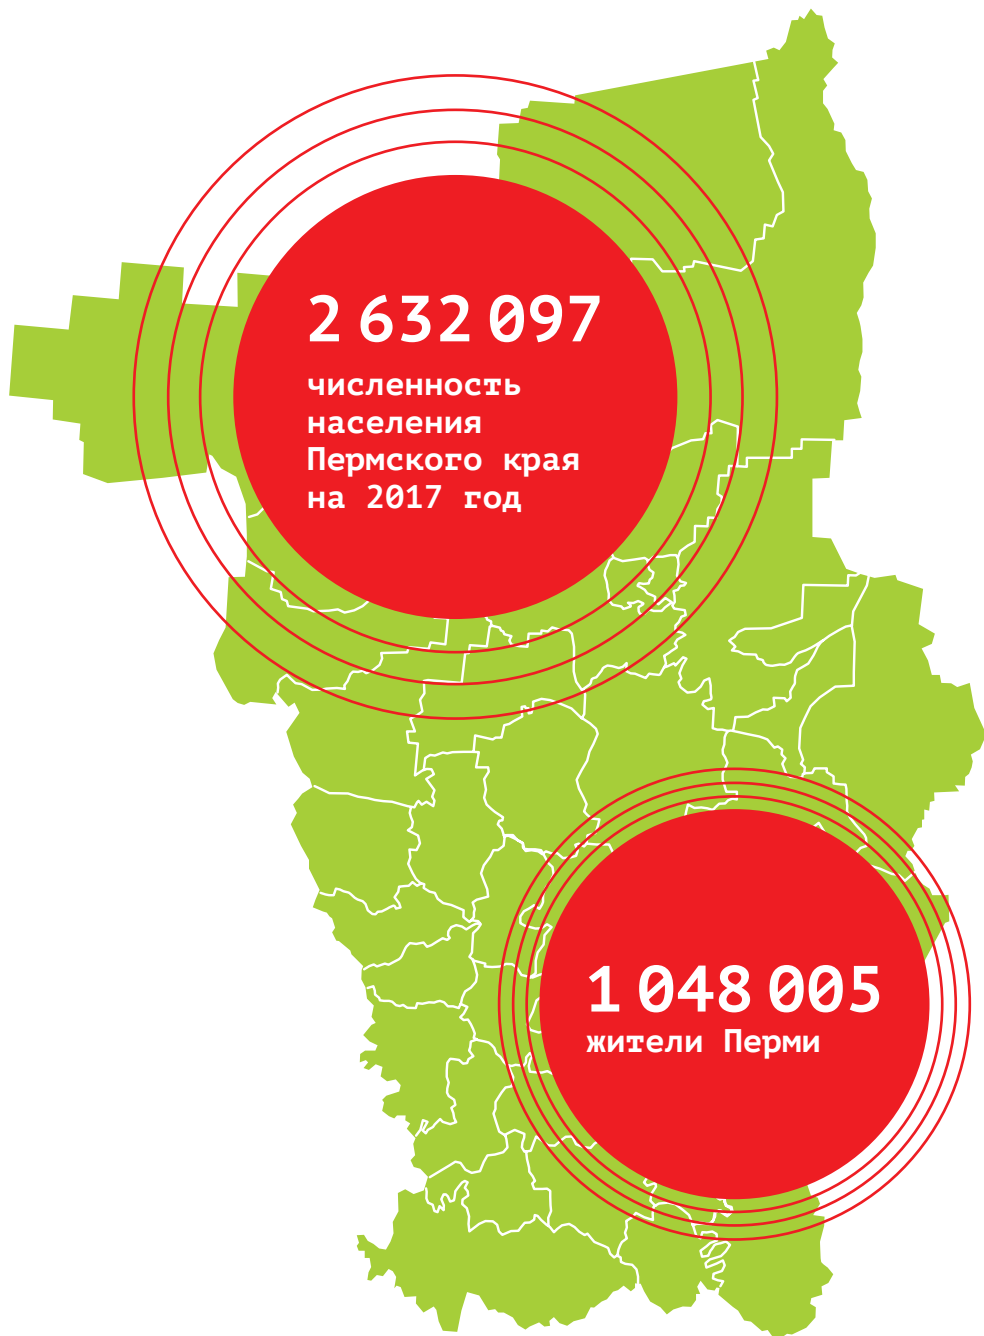 2 632 097
численность
населения
Пермского края
на 2017 год
1 048 005
жители Перми